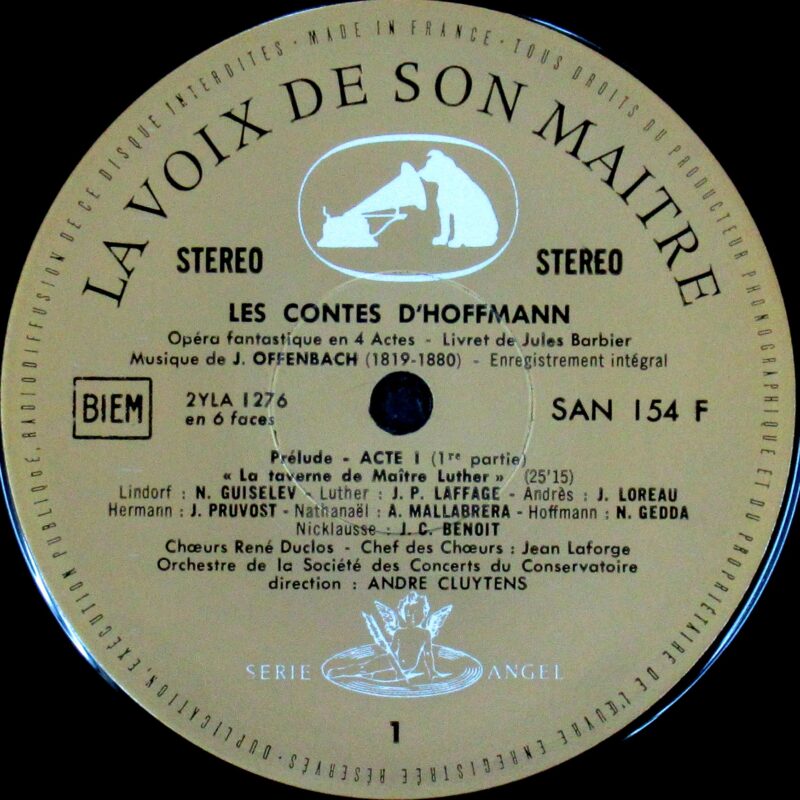 DUPLICATION, EXÉCUTION PUBLIQUE, RADIODIFFUSION DE CE DISQUE INTERDITES · MADE IN FRANCE · TOUS DROITS DU PRODUCTEUR PHONOGRAPHIQUE ET DU PROPRIÉTAIRE DE L'ŒUVRE ENREGISTRÉE RÉSERVÉS ·
LA VOIX DE SON MAITRE
STEREO STEREO
LES CONTES D'HOFFMANN
Opéra fantastique en 4 Actes - Livret de Jules Barbier
Musique de J. OFFENBACH (1819-1880) - Enregistrement intégral
BIEM 2YLA 1276 SAN 154 F
en 6 faces
Prélude - ACTE I (1re partie)
« La taverne de Maître Luther » (25'15)
Lindorf : N. GUISELEV - Luther : J. P. LAFFAGE - Andrès : J. LOREAU
Hermann : J. PRUVOST - Nathanaël : A. MALLABRERA - Hoffmann : N. GEDDA
Nicklausse : J. C. BENOIT
Chœurs René Duclos - Chef des Chœurs : Jean Laforge
Orchestre de la Société des Concerts du Conservatoire
direction : ANDRE CLUYTENS
SERIE ANGEL
1